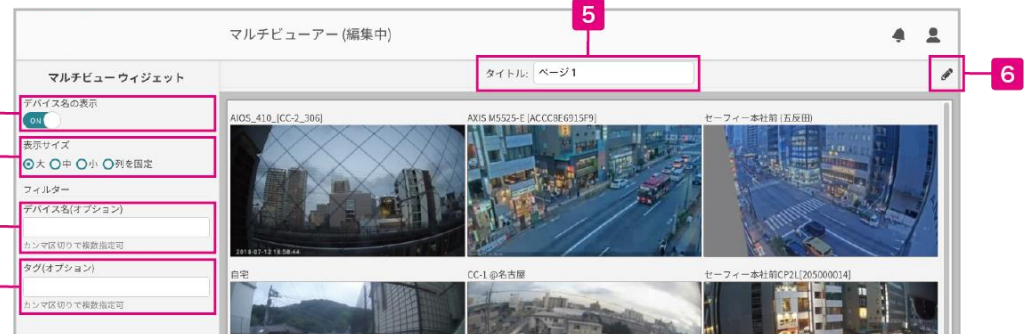 5
マルチビューアー (編集中)
マルチビューウィジェット
タイトル: ページ1
6
デバイス名の表示
ON
表示サイズ
大 中 小 列を固定
フィルター
デバイス名(オプション)
カンマ区切りで複数指定可
タグ(オプション)
カンマ区切りで複数指定可
AIOS_410_[CC-2_306]
AXIS M5525-E [ACCC8E6915F9]
セーフィー本社前 (五反田)
2018-07-12 18:58:44
自宅
CC-1 @名古屋
セーフィー本社前CP2L[205000014]